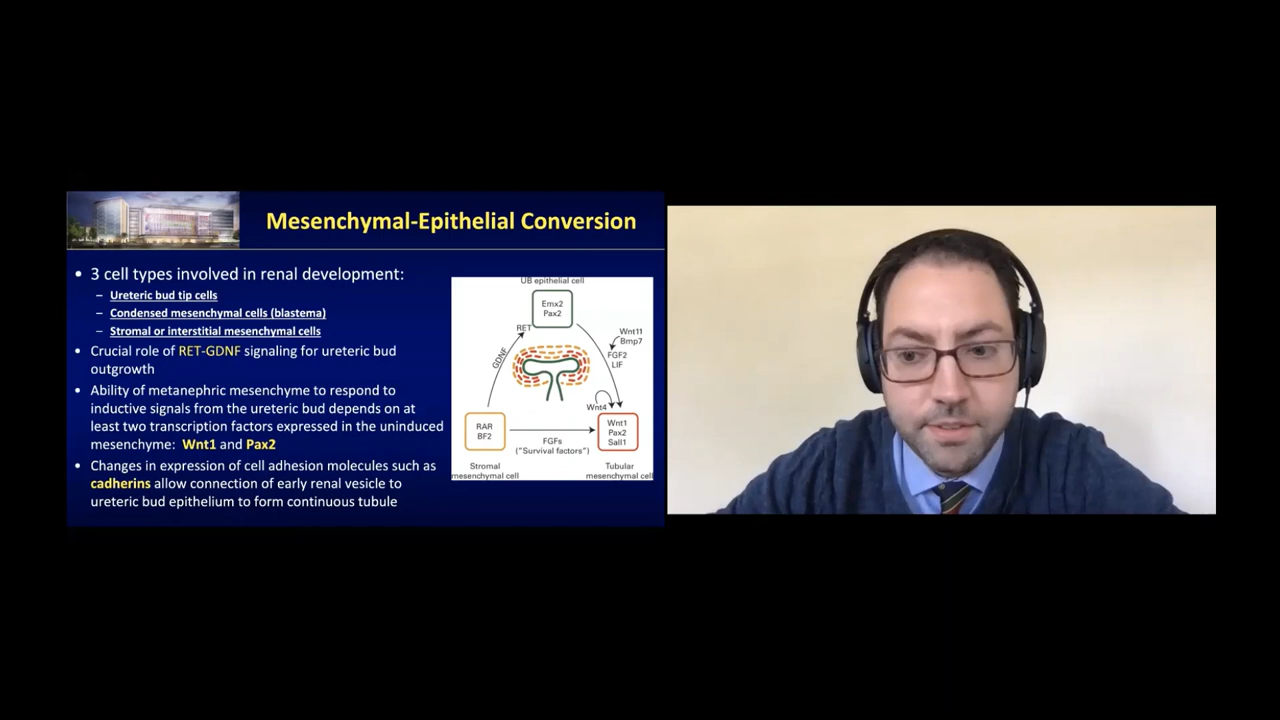 Mesenchymal-Epithelial Conversion
• 3 cell types involved in renal development:
– Ureteric bud tip cells
– Condensed mesenchymal cells (blastema)
– Stromal or interstitial mesenchymal cells
• Crucial role of RET-GDNF signaling for ureteric bud
outgrowth
• Ability of metanephric mesenchyme to respond to
inductive signals from the ureteric bud depends on at
least two transcription factors expressed in the uninduced
mesenchyme: Wnt1 and Pax2
• Changes in expression of cell adhesion molecules such as
cadherins allow connection of early renal vesicle to
ureteric bud epithelium to form continuous tubule
UB epithelial cell
Emx2
Pax2
RET
GDNF
Wnt11
Bmp7
FGF2
LIF
Wnt4
RAR
BF2
FGFs
("Survival factors")
Wnt1
Pax2
Sall1
Stromal
mesenchymal cell
Tubular
mesenchymal cell